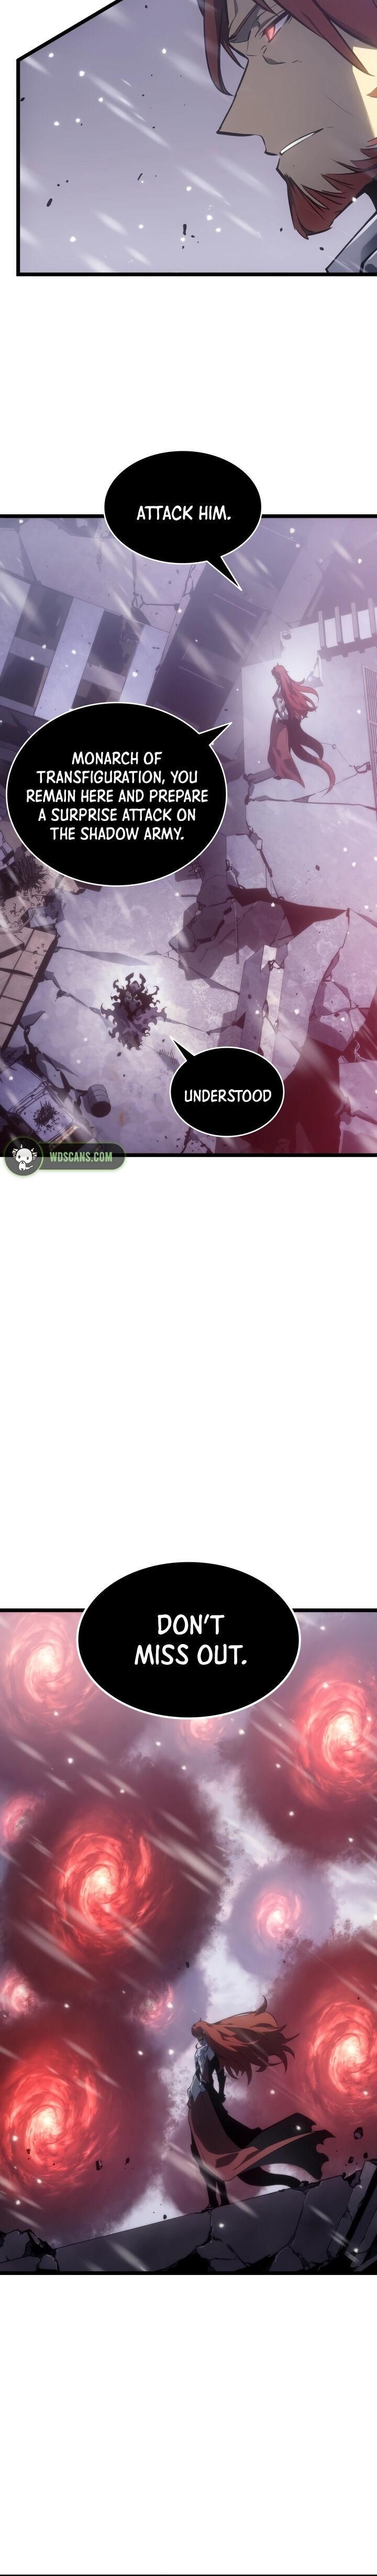 ATTACK HIM.
MONARCH OF
TRANSFIGURATION, YOU
REMAIN HERE AND PREPARE
A SURPRISE ATTACK ON
THE SHADOW ARMY.
UNDERSTOOD
WDSCANS.COM
DON'T
MISS OUT.